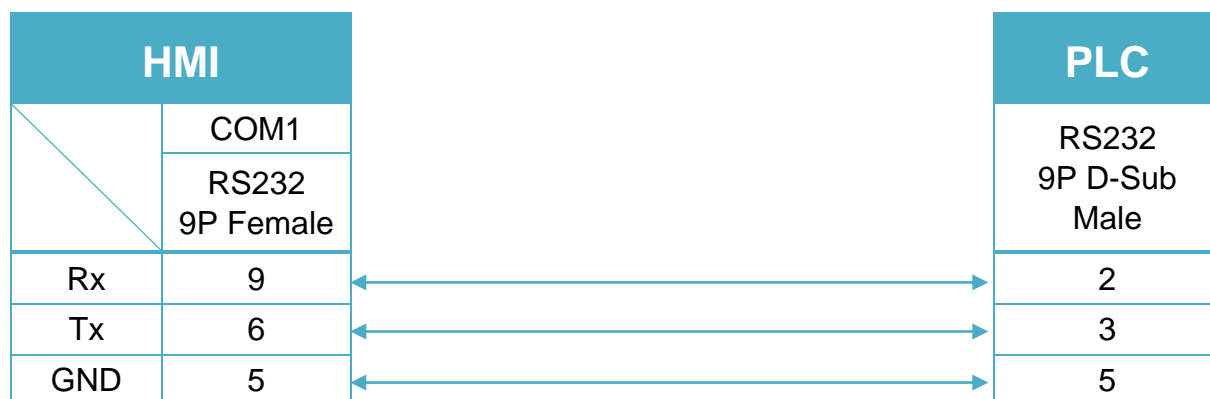 HMI
PLC
COM1
RS232
9P Female
RS232
9P D-Sub
Male
Rx 9 2
Tx 6 3
GND 5 5